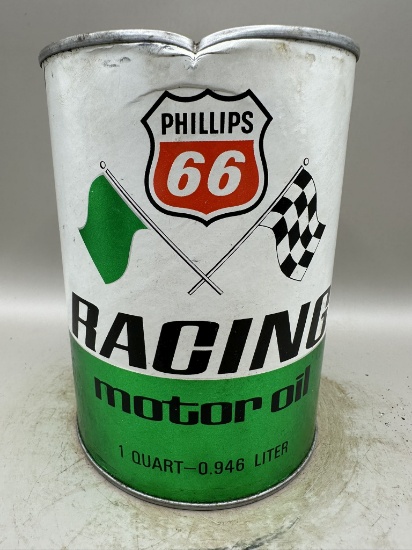 PHILLIPS
66
RACING
motor oil
1 QUART–0.946 LITER